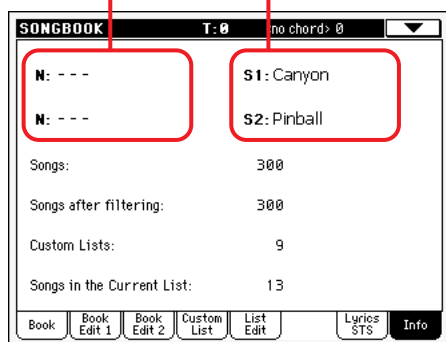 SONGBOOK T:0 <no chord> 0
N: - - - S1: Canyon
N: - - - S2: Pinball
Songs: 300
Songs after filtering: 300
Custom Lists: 9
Songs in the Current List: 13
Book Book Edit 1 Book Edit 2 Custom List List Edit Lyrics STS Info